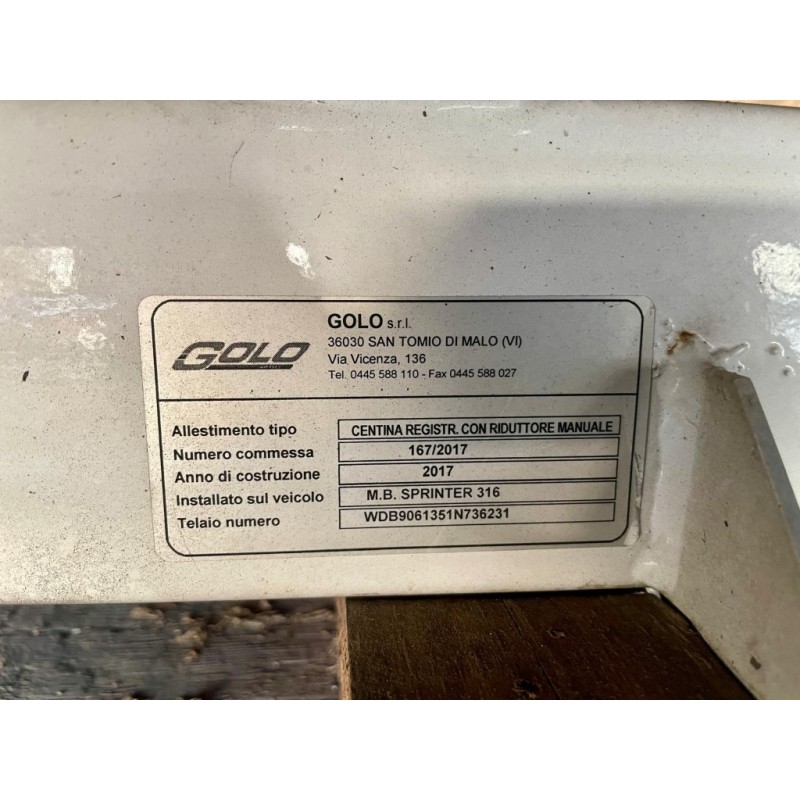 GOLO
GOLO s.r.l.
36030 SAN TOMIO DI MALO (VI)
Via Vicenza, 136
Tel. 0445 588 110 - Fax 0445 588 027
Allestimento tipo CENTINA REGISTR. CON RIDUTTORE MANUALE
Numero commessa 167/2017
Anno di costruzione 2017
Installato sul veicolo M.B. SPRINTER 316
Telaio numero WDB9061351N736231